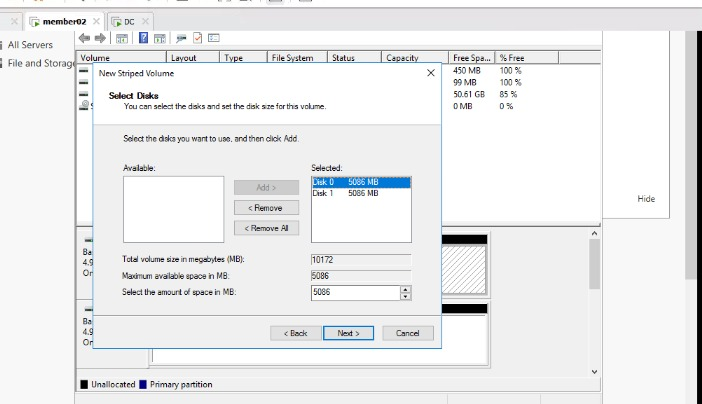 member02 DC
All Servers
File and Storage
Volume Layout Type File System Status Capacity Free Spa... % Free
450 MB 100 %
99 MB 100 %
50.61 GB 85 %
0 MB 0 %
New Striped Volume
Select Disks
You can select the disks and set the disk size for this volume.
Select the disks you want to use, and then click Add.
Available: Selected:
Disk 0 5086 MB
Disk 1 5086 MB
Add >
< Remove
< Remove All
Total volume size in megabytes (MB): 10172
Maximum available space in MB: 5086
Select the amount of space in MB: 5086
< Back Next > Cancel
Hide
Ba
4.9
On
Ba
4.9
On
Unallocated Primary partition